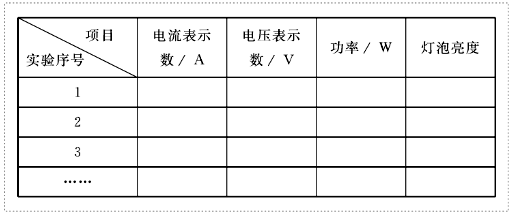 项目
实验序号
电流表示
数 / A
电压表示
数 / V
功率 / W
灯泡亮度
1
2
3
……